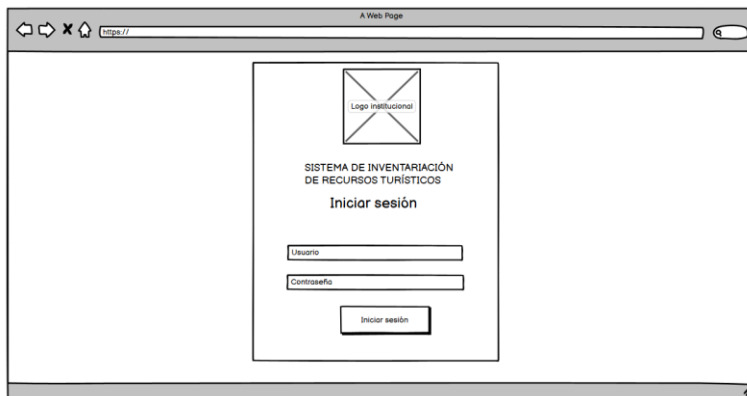 A Web Page
https://
Logo institucional
SISTEMA DE INVENTARIACIÓN
DE RECURSOS TURÍSTICOS
Iniciar sesión
Usuario
Contraseña
Iniciar sesión